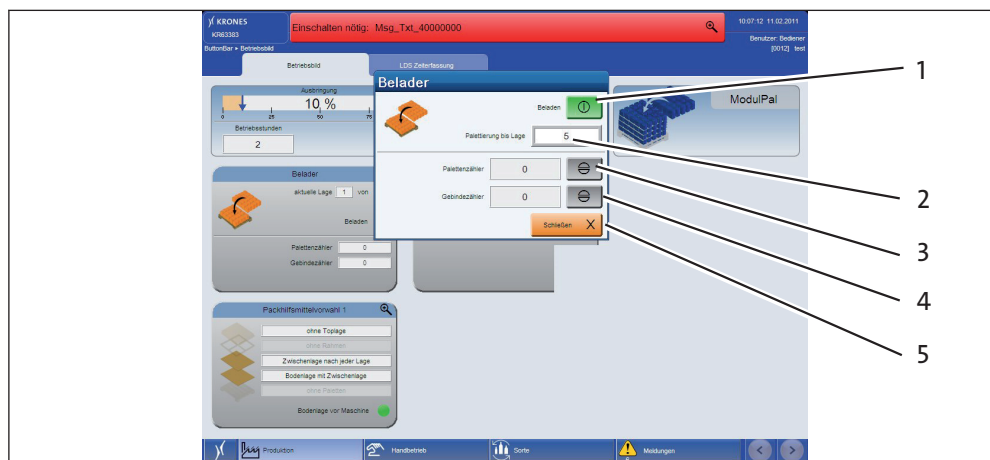 KRONES
KR63383
Einschalten nötig: Msg_Txt_40000000
10:07:12 11.02.2011
Benutzer: Bediener
[0012] test
ButtonBar ▸ Betriebsbild
Betriebsbild
LDS Zeiterfassung
Ausbringung
10 %
0 25 50 75
Betriebsstunden
2
Belader
Beladen
Palettierung bis Lage 5
Palettenzähler 0
Gebindezähler 0
Schließen X
ModulPal
Belader
aktuelle Lage 1 von
Beladen
Palettenzähler 0
Gebindezähler 0
Packhilfsmittelvorwahl 1
ohne Toplage
ohne Rahmen
Zwischenlage nach jeder Lage
Bodenlage mit Zwischenlage
ohne Paletten
Bodenlage vor Maschine
Produktion
Handbetrieb
Sorte
Meldungen
1
2
3
4
5